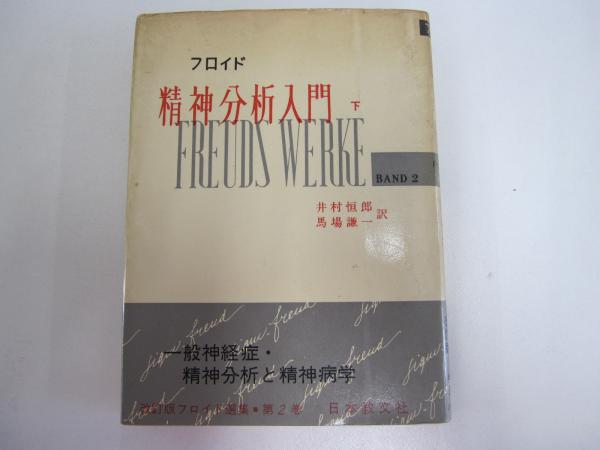 フロイド
精神分析入門 下
FREUDS WERKE
BAND 2
井村恒郎
馬場謙一 訳
sigm. freud
一般神経症・
精神分析と精神病学
改訂版フロイド選集・第2巻 日本教文社